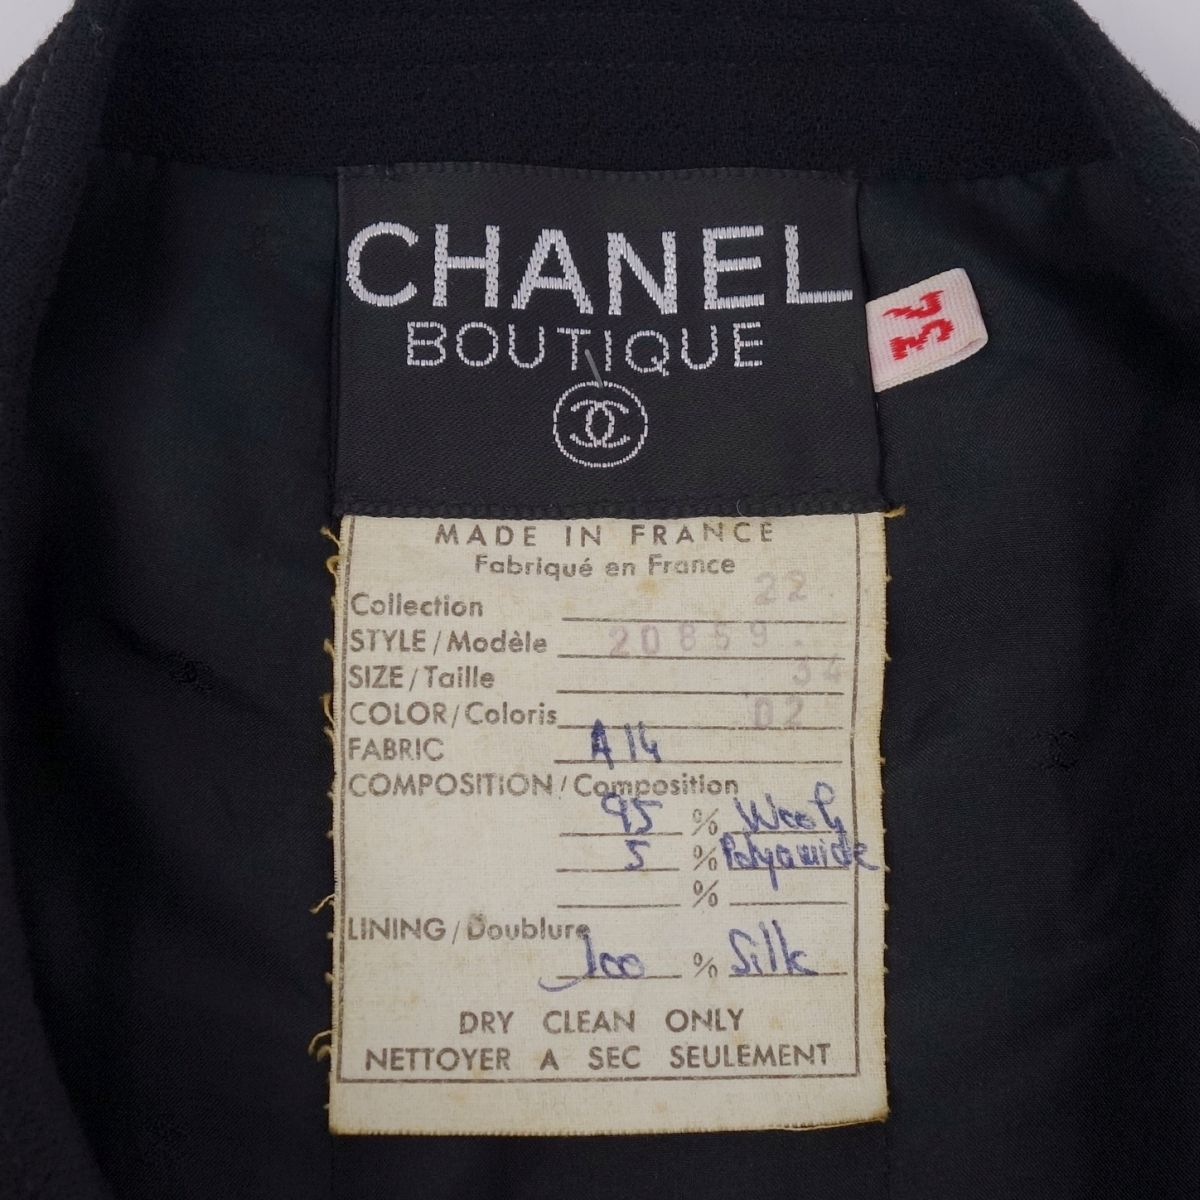 CHANEL
BOUTIQUE
34
MADE IN FRANCE
Fabriqué en France
Collection 22
STYLE/Modèle 20859.
SIZE/Taille 34
COLOR/Coloris 02
FABRIC A14
COMPOSITION/Composition
95 % Wool
5 % Polyamide
%
LINING/Doublure
100 % Silk
DRY CLEAN ONLY
NETTOYER A SEC SEULEMENT